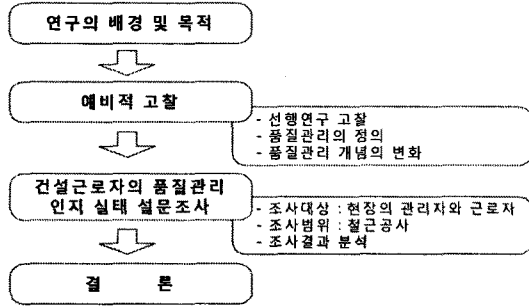 연구의 배경 및 목적
예비적 고찰
- 선행연구 고찰
- 품질관리의 정의
- 품질관리 개념의 변화
건설근로자의 품질관리
인지 실태 설문조사
- 조사대상 : 현장의 관리자와 근로자
- 조사범위 : 철근공사
- 조사결과 분석
결 론